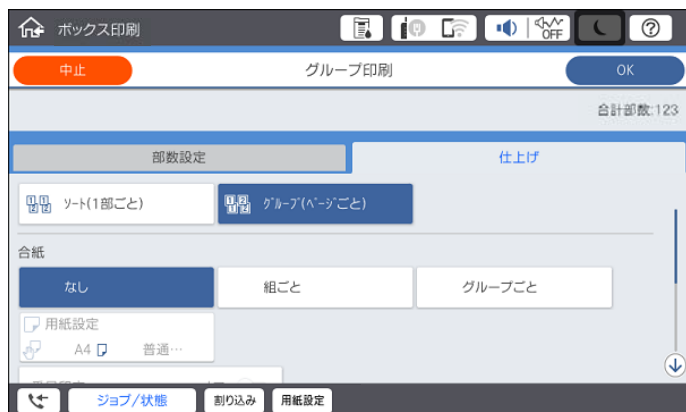 ボックス印刷
OFF
中止
グループ印刷
OK
合計部数:123
部数設定
仕上げ
ｿｰﾄ(1部ごと)
ｸﾞﾙｰﾌﾟ(ﾍﾟｰｼﾞごと)
合紙
なし
組ごと
グループごと
用紙設定
A4
普通…
ジョブ/状態
割り込み
用紙設定